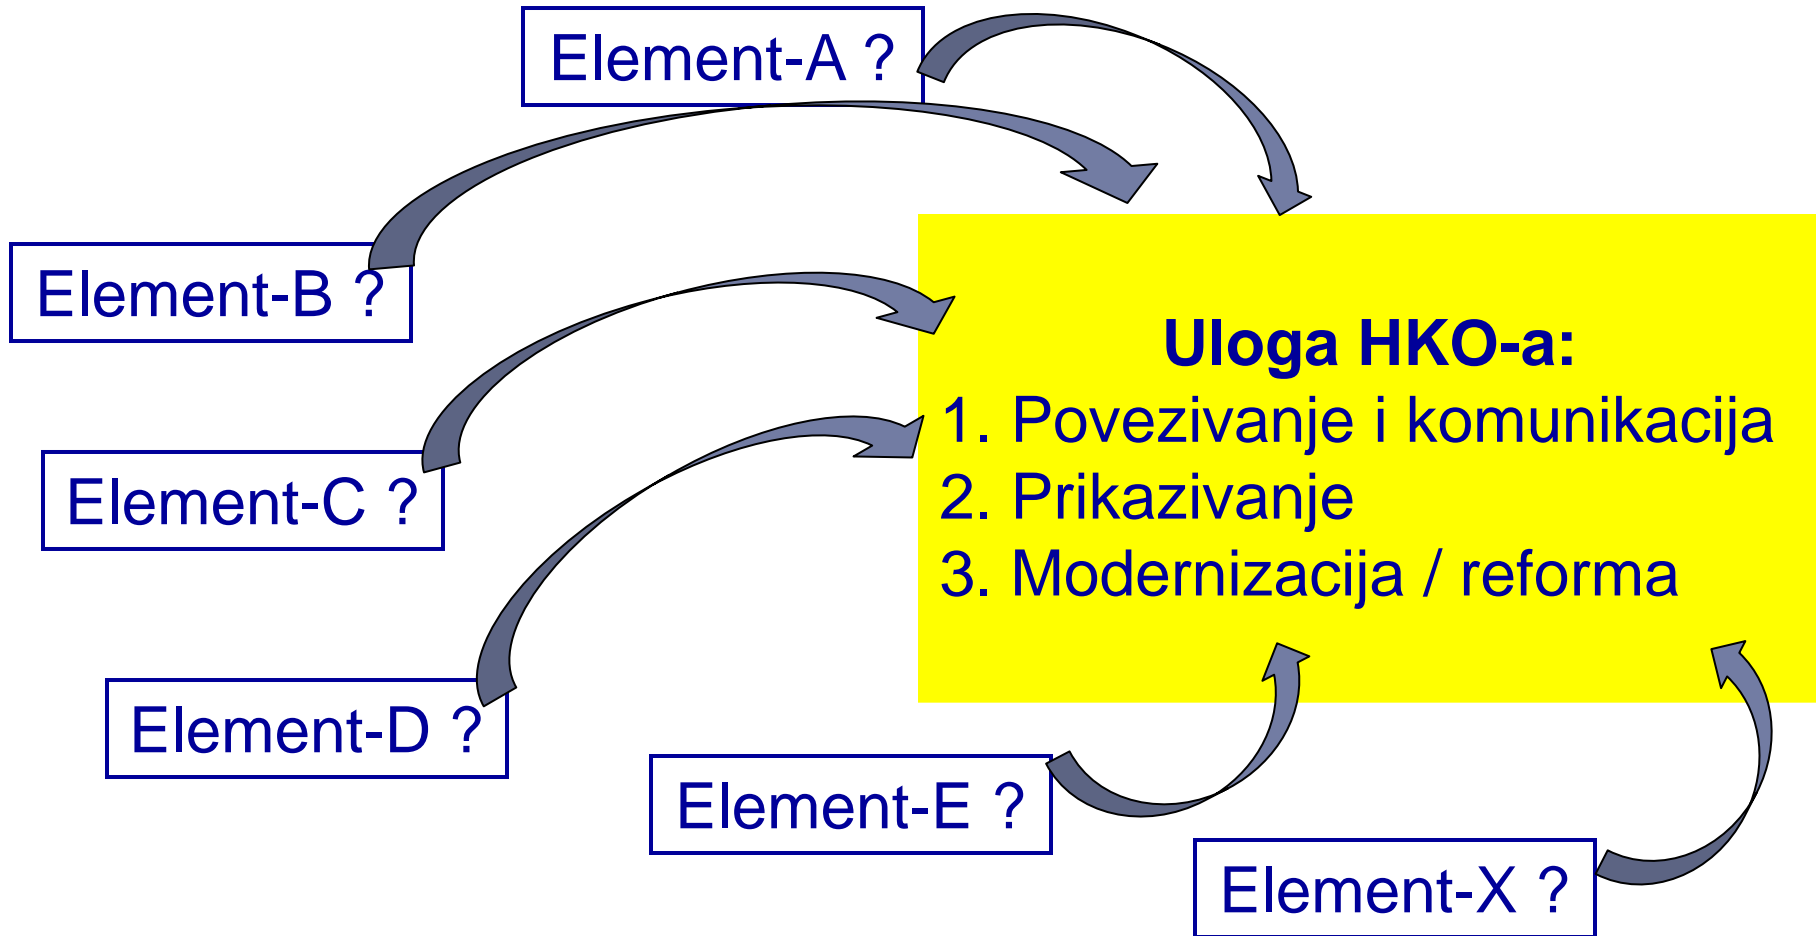 Element-A ?
Element-B ?
Element-C ?
Element-D ?
Element-E ?
Element-X ?
Uloga HKO-a:
1. Povezivanje i komunikacija
2. Prikazivanje
3. Modernizacija / reforma